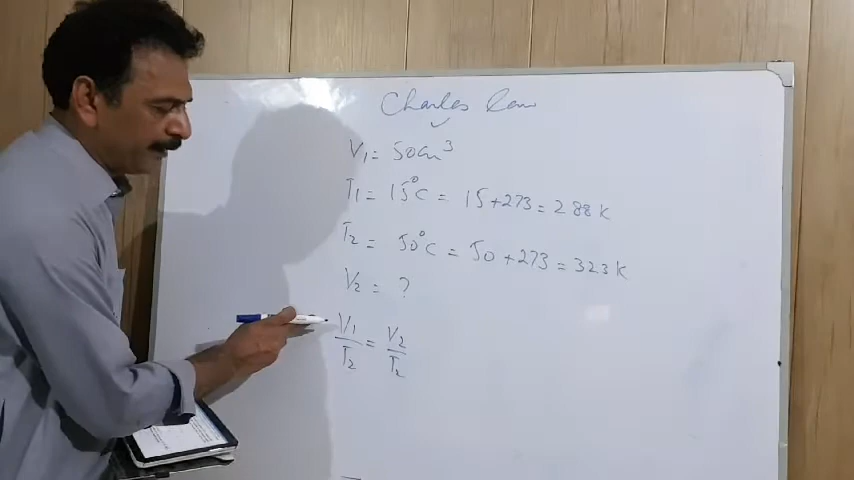 Charles law
V₁ = 50cm³
T₁ = 15°C = 15+273 = 288 K
T₂ = 50°C = 50+273 = 323 K
V₂ = ?
V₁/T₂ = V₂/T₂